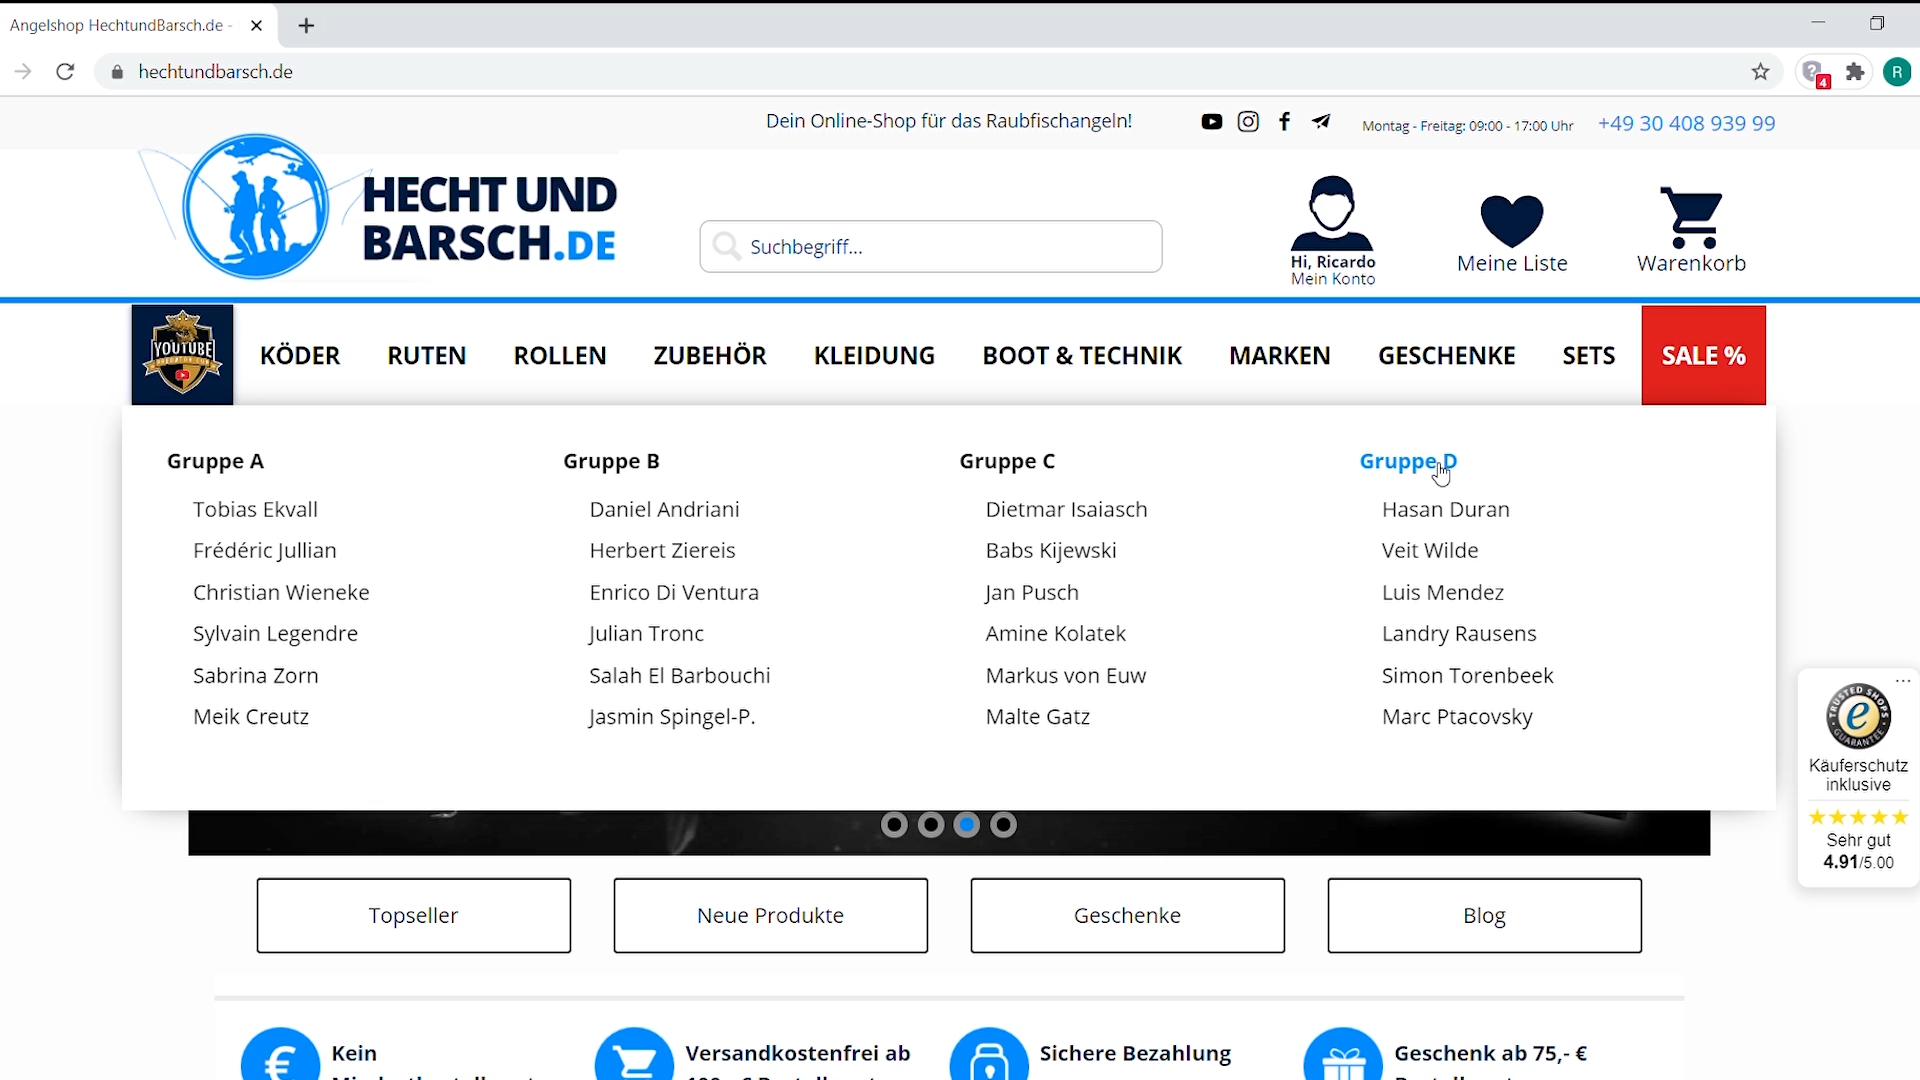 Angelshop HechtundBarsch.de -
hechtundbarsch.de
4
R
Dein Online-Shop für das Raubfischangeln!
Montag - Freitag: 09:00 - 17:00 Uhr
+49 30 408 939 99
HECHT UND
BARSCH.DE
Suchbegriff...
Hi, Ricardo
Mein Konto
Meine Liste
Warenkorb
YOUTUBE
PREDATOR CUP
KÖDER
RUTEN
ROLLEN
ZUBEHÖR
KLEIDUNG
BOOT & TECHNIK
MARKEN
GESCHENKE
SETS
SALE %
Gruppe A
Tobias Ekvall
Frédéric Jullian
Christian Wieneke
Sylvain Legendre
Sabrina Zorn
Meik Creutz
Gruppe B
Daniel Andriani
Herbert Ziereis
Enrico Di Ventura
Julian Tronc
Salah El Barbouchi
Jasmin Spingel-P.
Gruppe C
Dietmar Isaiasch
Babs Kijewski
Jan Pusch
Amine Kolatek
Markus von Euw
Malte Gatz
Gruppe D
Hasan Duran
Veit Wilde
Luis Mendez
Landry Rausens
Simon Torenbeek
Marc Ptacovsky
TRUSTED SHOPS
GUARANTEE
Käuferschutz
inklusive
Sehr gut
4.91/5.00
Topseller
Neue Produkte
Geschenke
Blog
Kein
Versandkostenfrei ab
Sichere Bezahlung
Geschenk ab 75,- €